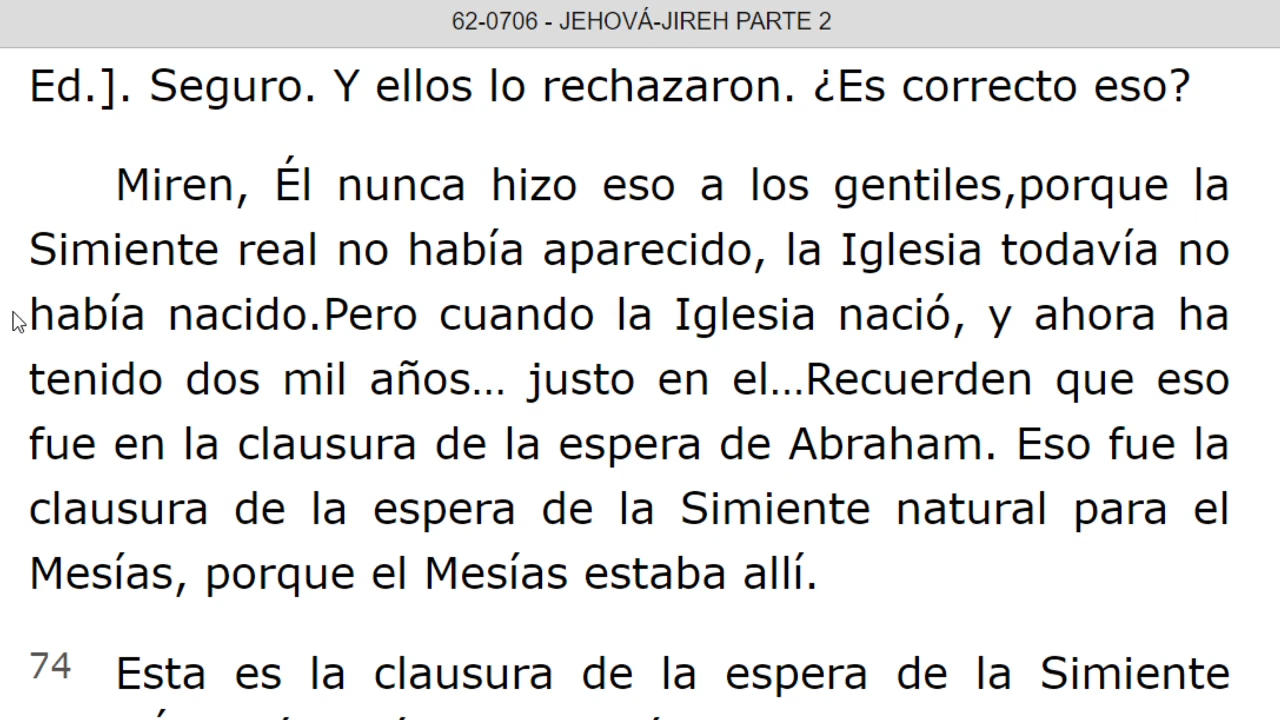 62-0706 - JEHOVÁ-JIREH PARTE 2
Ed.]. Seguro. Y ellos lo rechazaron. ¿Es correcto eso?
Miren, Él nunca hizo eso a los gentiles,porque la
Simiente real no había aparecido, la Iglesia todavía no
había nacido.Pero cuando la Iglesia nació, y ahora ha
tenido dos mil años... justo en el...Recuerden que eso
fue en la clausura de la espera de Abraham. Eso fue la
clausura de la espera de la Simiente natural para el
Mesías, porque el Mesías estaba allí.
74 Esta es la clausura de la espera de la Simiente